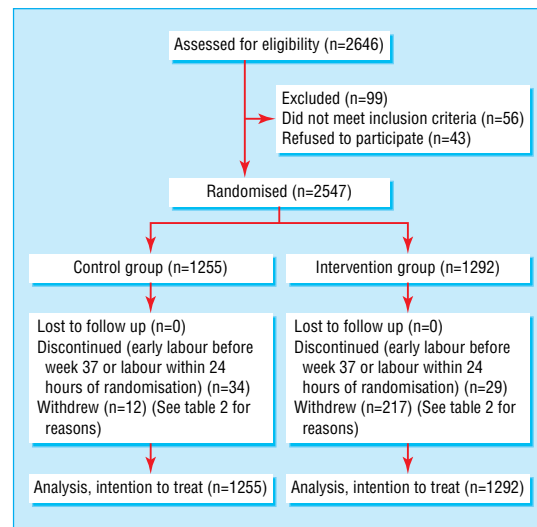 Assessed for eligibility (n=2646)
Excluded (n=99)
Did not meet inclusion criteria (n=56)
Refused to participate (n=43)
Randomised (n=2547)
Control group (n=1255)
Intervention group (n=1292)
Lost to follow up (n=0)
Discontinued (early labour before
week 37 or labour within 24
hours of randomisation) (n=34)
Withdrew (n=12) (See table 2 for
reasons)
Lost to follow up (n=0)
Discontinued (early labour before
week 37 or labour within 24
hours of randomisation) (n=29)
Withdrew (n=217) (See table 2 for
reasons)
Analysis, intention to treat (n=1255)
Analysis, intention to treat (n=1292)